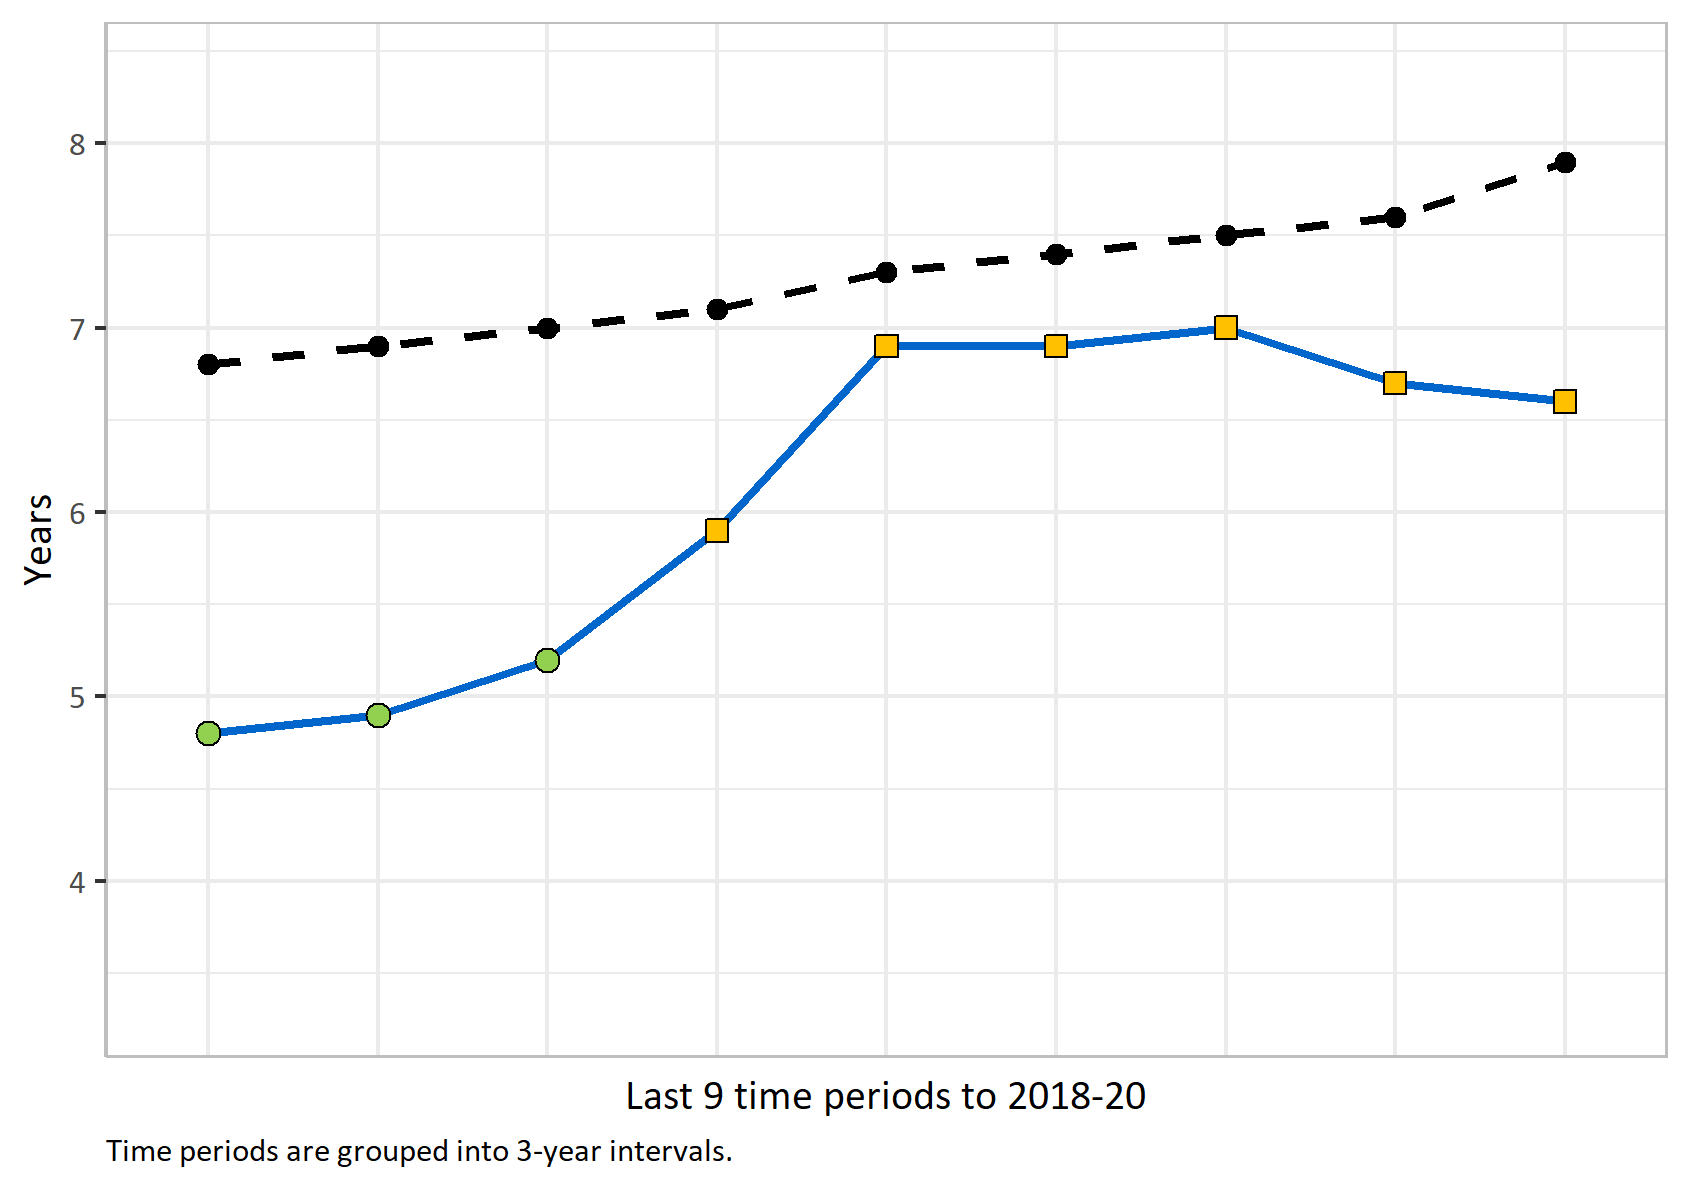 8
7
6
5
4
Years
Last 9 time periods to 2018-20
Time periods are grouped into 3-year intervals.